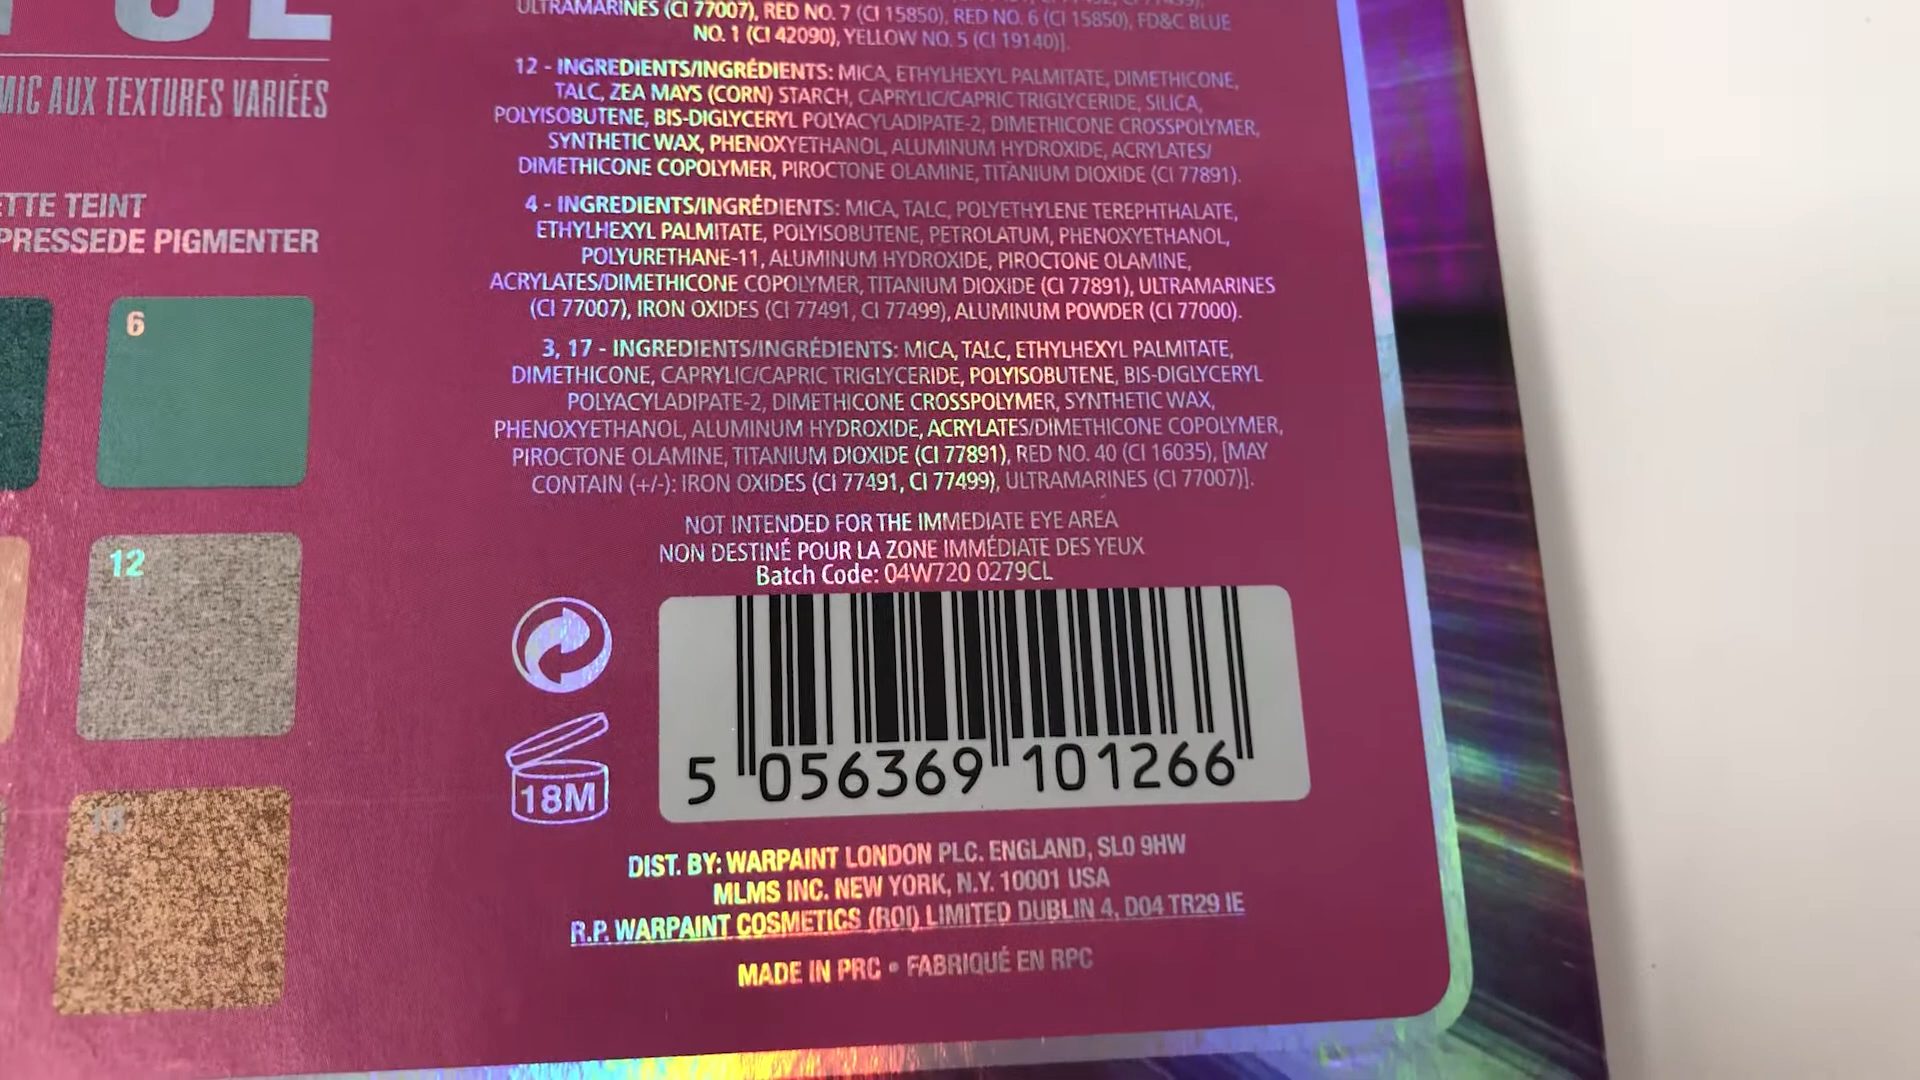 MIC AUX TEXTURES VARIÉES
ETTE TEINT
PRESSEDE PIGMENTER
6
12
18
ULTRAMARINES (CI 77007), RED NO. 7 (CI 15850), RED NO. 6 (CI 15850), FD&C BLUE
NO. 1 (CI 42090), YELLOW NO. 5 (CI 19140)].
12 - INGREDIENTS/INGRÉDIENTS: MICA, ETHYLHEXYL PALMITATE, DIMETHICONE,
TALC, ZEA MAYS (CORN) STARCH, CAPRYLIC/CAPRIC TRIGLYCERIDE, SILICA,
POLYISOBUTENE, BIS-DIGLYCERYL POLYACYLADIPATE-2, DIMETHICONE CROSSPOLYMER,
SYNTHETIC WAX, PHENOXYETHANOL, ALUMINUM HYDROXIDE, ACRYLATES/
DIMETHICONE COPOLYMER, PIROCTONE OLAMINE, TITANIUM DIOXIDE (CI 77891).
4 - INGREDIENTS/INGRÉDIENTS: MICA, TALC, POLYETHYLENE TEREPHTHALATE,
ETHYLHEXYL PALMITATE, POLYISOBUTENE, PETROLATUM, PHENOXYETHANOL,
POLYURETHANE-11, ALUMINUM HYDROXIDE, PIROCTONE OLAMINE,
ACRYLATES/DIMETHICONE COPOLYMER, TITANIUM DIOXIDE (CI 77891), ULTRAMARINES
(CI 77007), IRON OXIDES (CI 77491, CI 77499), ALUMINUM POWDER (CI 77000).
3, 17 - INGREDIENTS/INGRÉDIENTS: MICA, TALC, ETHYLHEXYL PALMITATE,
DIMETHICONE, CAPRYLIC/CAPRIC TRIGLYCERIDE, POLYISOBUTENE, BIS-DIGLYCERYL
POLYACYLADIPATE-2, DIMETHICONE CROSSPOLYMER, SYNTHETIC WAX,
PHENOXYETHANOL, ALUMINUM HYDROXIDE, ACRYLATES/DIMETHICONE COPOLYMER,
PIROCTONE OLAMINE, TITANIUM DIOXIDE (CI 77891), RED NO. 40 (CI 16035), [MAY
CONTAIN (+/-): IRON OXIDES (CI 77491, CI 77499), ULTRAMARINES (CI 77007)].
NOT INTENDED FOR THE IMMEDIATE EYE AREA
NON DESTINÉ POUR LA ZONE IMMÉDIATE DES YEUX
Batch Code: 04W720 0279CL
18M
5 056369 101266
DIST. BY: WARPAINT LONDON PLC. ENGLAND, SL0 9HW
MLMS INC. NEW YORK, N.Y. 10001 USA
R.P. WARPAINT COSMETICS (ROI) LIMITED DUBLIN 4, D04 TR29 IE
MADE IN PRC • FABRIQUÉ EN RPC